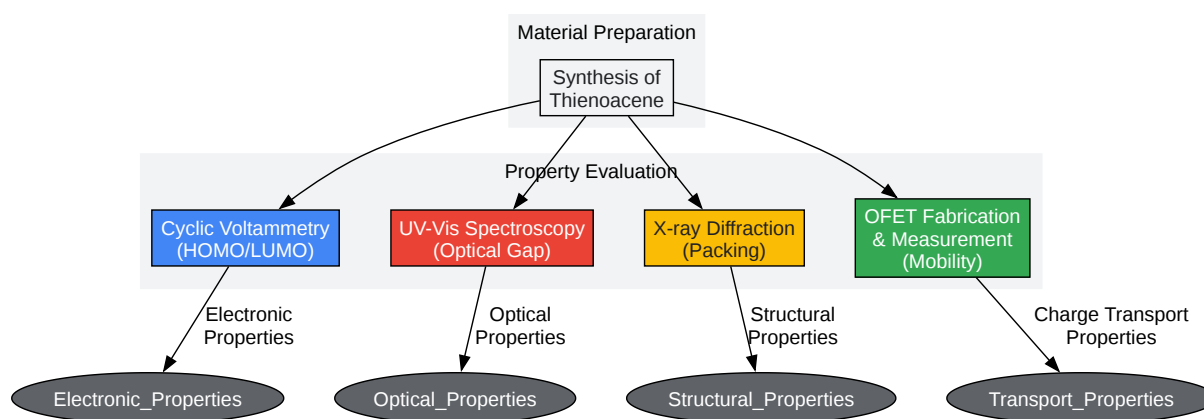 Material Preparation
Synthesis of
Thienoacene
Property Evaluation
Cyclic Voltammetry
(HOMO/LUMO)
UV-Vis Spectroscopy
(Optical Gap)
X-ray Diffraction
(Packing)
OFET Fabrication
& Measurement
(Mobility)
Electronic
Properties
Optical
Properties
Structural
Properties
Charge Transport
Properties
Electronic_Properties
Optical_Properties
Structural_Properties
Transport_Properties